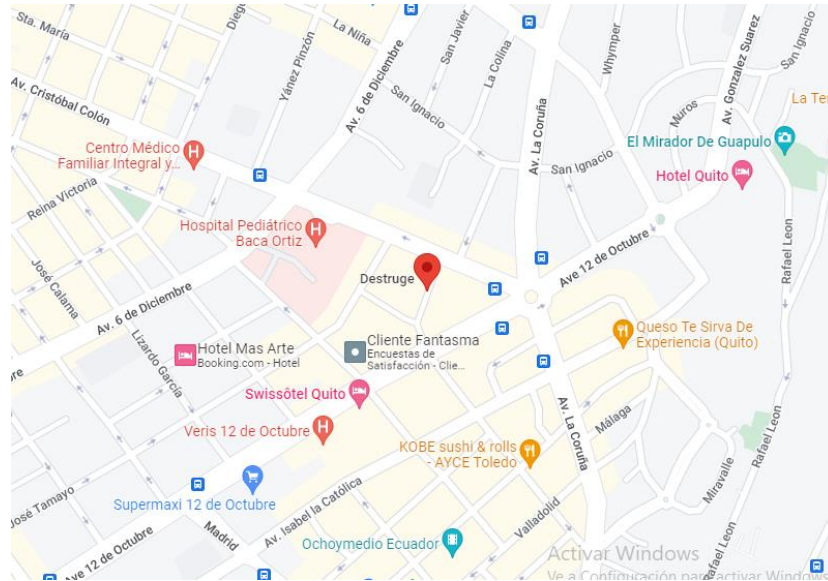 Sta. María
Diego
La Niña
Yánez Pinzón
Av. 6 de Diciembre
San Javier
La Colina
San Ignacio
Whymper
San Ignacio
Av. Gonzalez Suarez
Av. Cristóbal Colón
Muros
La Ter
Av. La Coruña
Centro Médico
Familiar Integral y...
El Mirador De Guapulo
San Ignacio
Hotel Quito
Reina Victoria
Hospital Pediátrico
Baca Ortiz
Rafael Leon
José Calama
Destruge
Ave 12 de Octubre
Av. 6 de Diciembre
Lizardo García
Hotel Mas Arte
Booking.com - Hotel
Cliente Fantasma
Encuestas de
Satisfacción - Clie...
Queso Te Sirva De
Experiencia (Quito)
Swissôtel Quito
Av. La Coruña
Málaga
Veris 12 de Octubre
KOBE sushi & rolls
- AYCE Toledo
Rafael Leon
Miravalle
Supermaxi 12 de Octubre
José Tamayo
Av. Isabel la Católica
Valladolid
Madrid
Ochoymedio Ecuador
Rafael Leon
Ave 12 de Octubre
Activar Windows
Ve a Configuración para activar Windows